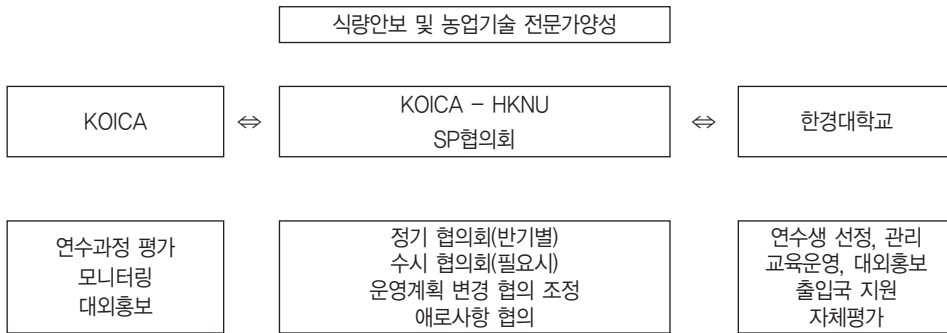 식량안보 및 농업기술 전문가양성
KOICA ⇔ KOICA - HKNU SP협의회 ⇔ 한경대학교
연수과정 평가
모니터링
대외홍보
정기 협의회(반기별)
수시 협의회(필요시)
운영계획 변경 협의 조정
애로사항 협의
연수생 선정, 관리
교육운영, 대외홍보
출입국 지원
자체평가